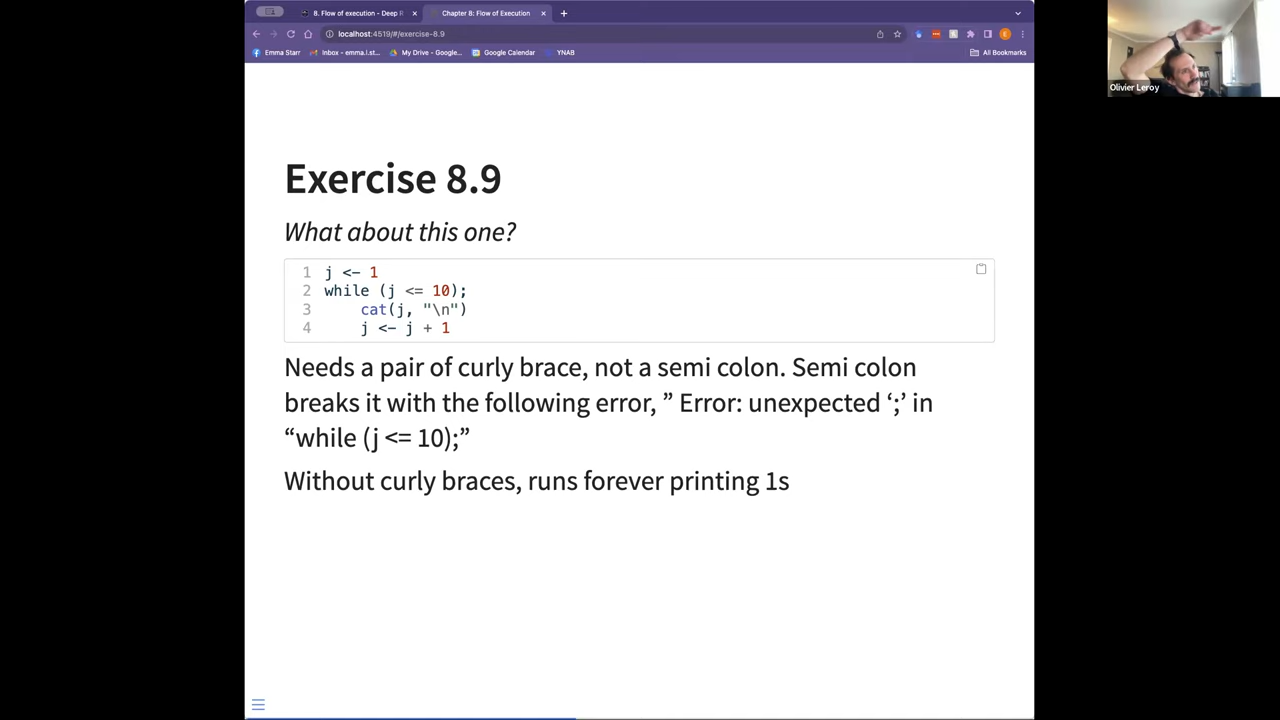 8. Flow of execution - Deep R
Chapter 8: Flow of Execution
localhost:4519/#/exercise-8.9
Emma Starr
Inbox - emma.i.st...
My Drive - Google...
Google Calendar
YNAB
All Bookmarks
E
Olivier Leroy
Exercise 8.9
What about this one?
1 j <- 1
2 while (j <= 10);
3 cat(j, "\n")
4 j <- j + 1
Needs a pair of curly brace, not a semi colon. Semi colon
breaks it with the following error, ” Error: unexpected ‘;’ in
“while (j <= 10);”
Without curly braces, runs forever printing 1s